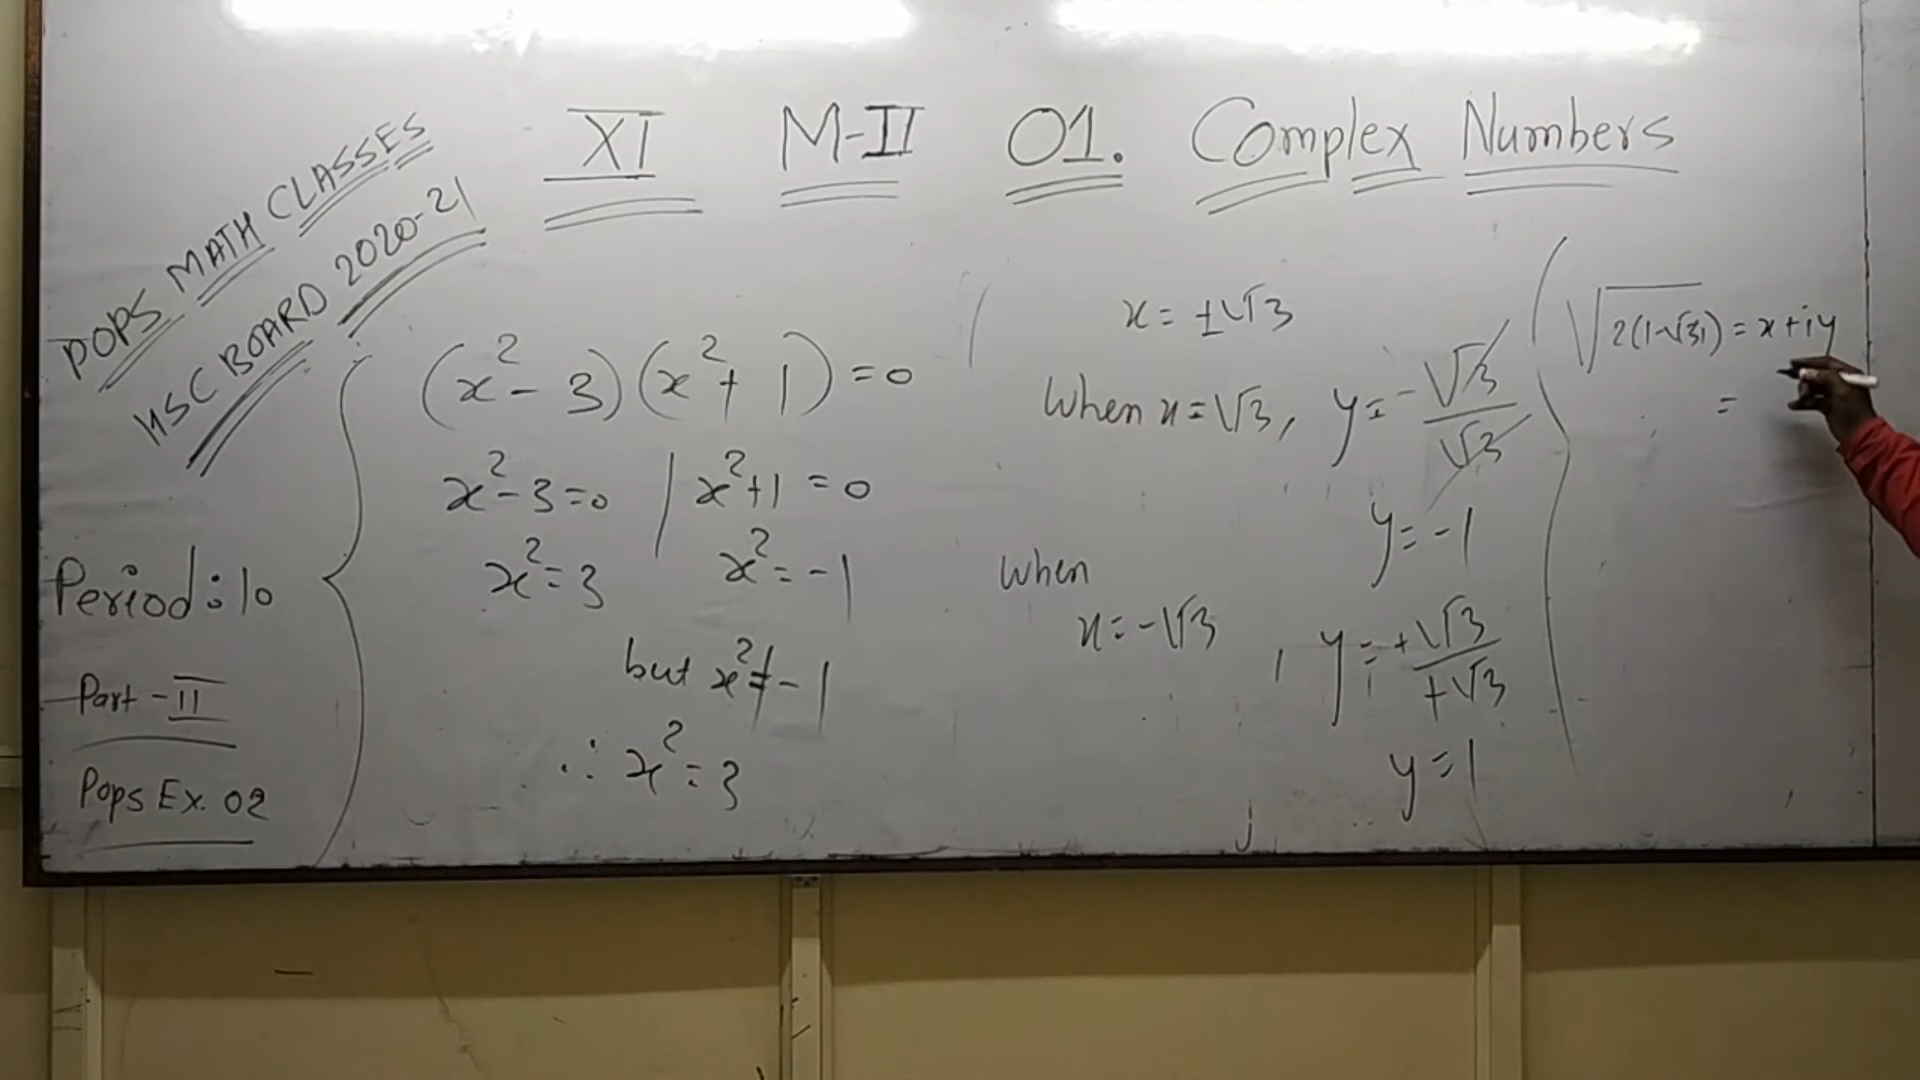 XI M-II 01. Complex Numbers
POPS MATH CLASSES
HSC BOARD 2020-21
Period : 10
Part - II
Pops Ex. 02
(x² - 3)(x² + 1) = 0
x² - 3 = 0 | x² + 1 = 0
x² = 3 x² = -1
but x² ≠ -1
∴ x² = 3
x = ±√3
When x = √3, y = -√3/√3
y = -1
when
x = -√3 , y = +√3/+√3
y = 1
√2(1-√3i) = x + iy
=